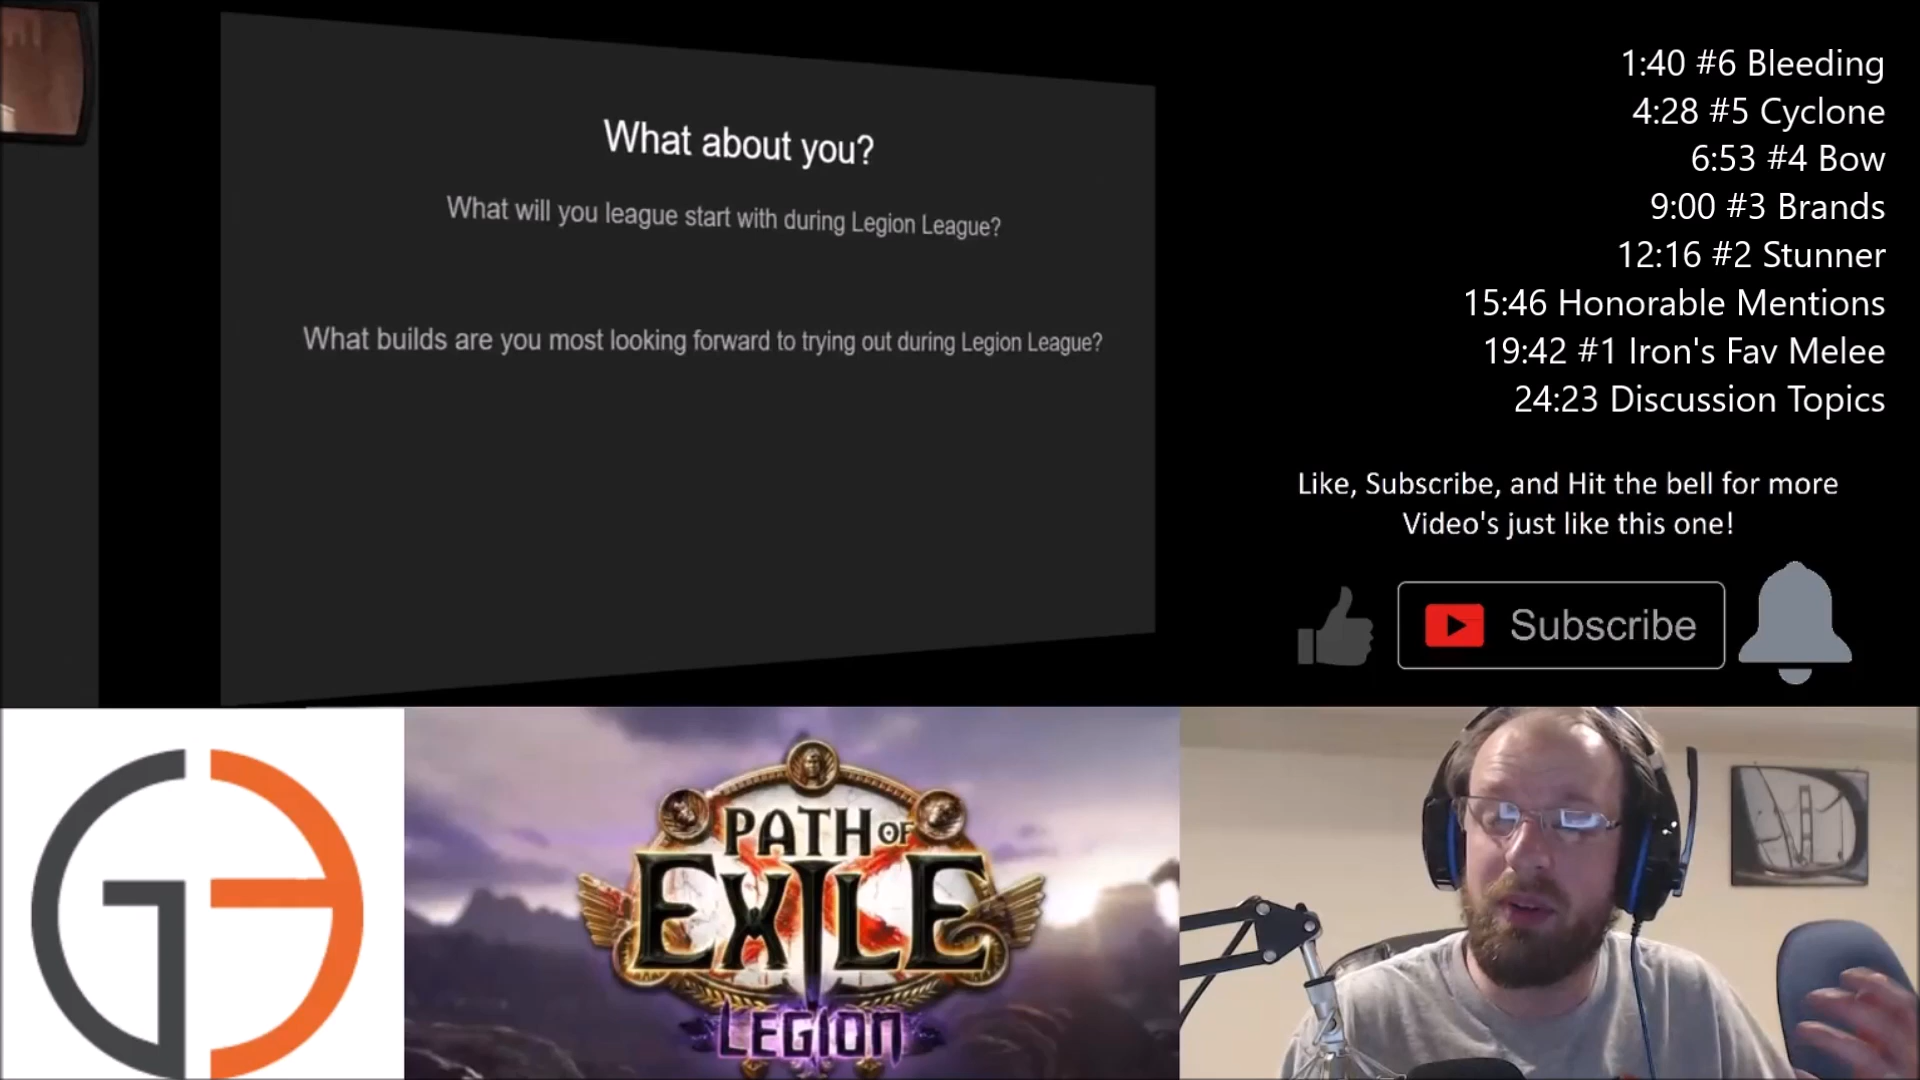 What about you?
What will you league start with during Legion League?
What builds are you most looking forward to trying out during Legion League?
1:40 #6 Bleeding
4:28 #5 Cyclone
6:53 #4 Bow
9:00 #3 Brands
12:16 #2 Stunner
15:46 Honorable Mentions
19:42 #1 Iron's Fav Melee
24:23 Discussion Topics
Like, Subscribe, and Hit the bell for more
Video's just like this one!
Subscribe
PATH OF
EXILE
LEGION